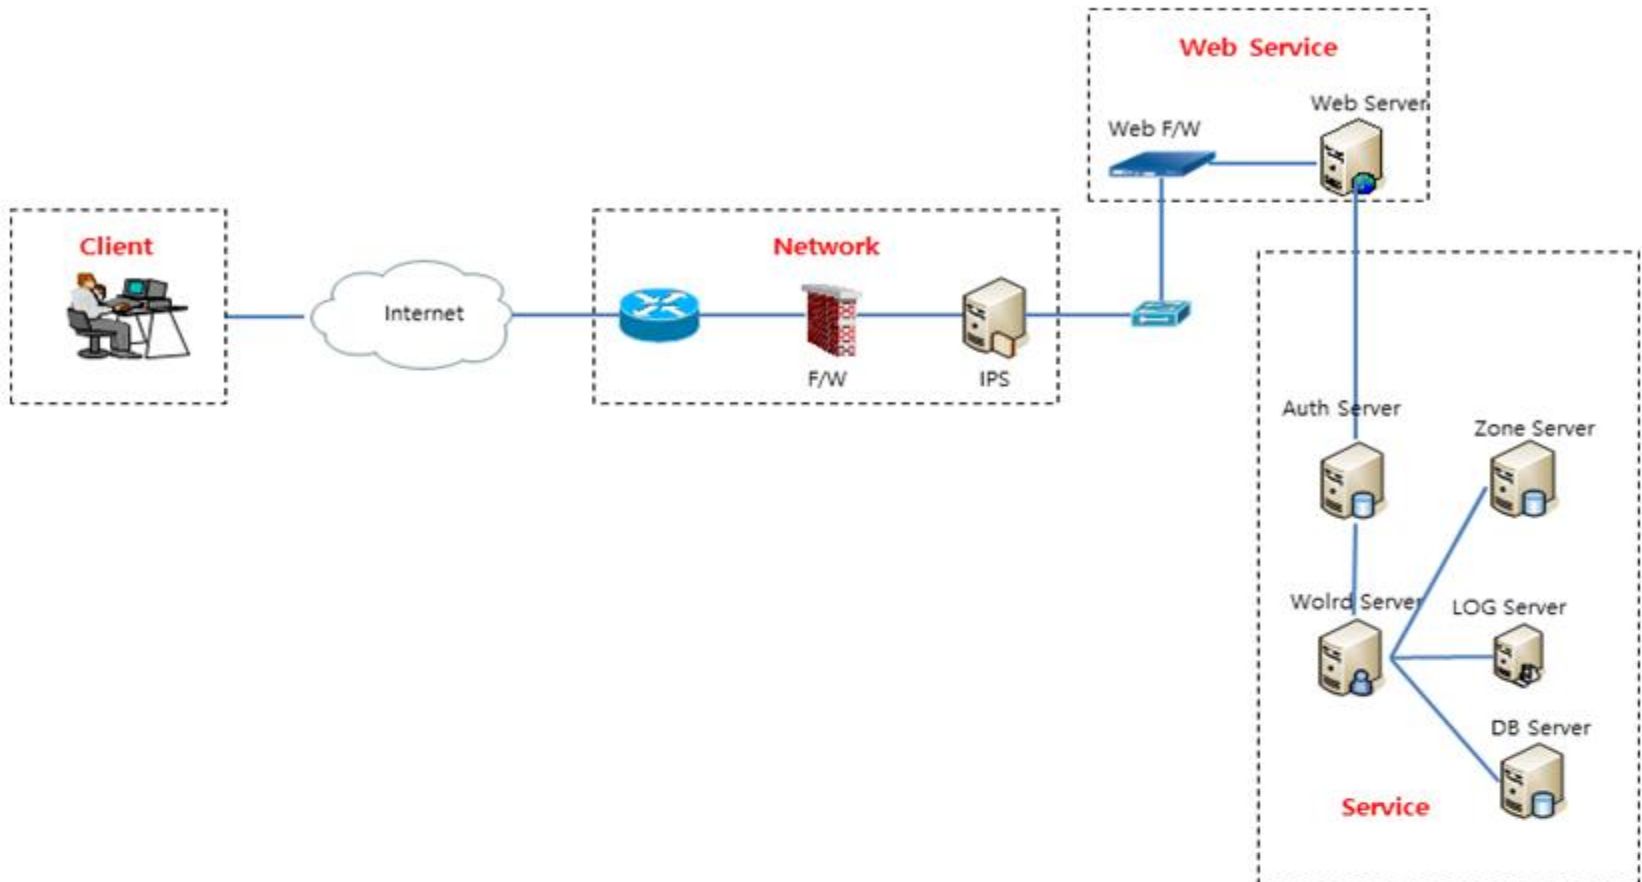 Web Service
Web Server
Web F/W
Client
Network
Internet
F/W
IPS
Auth Server
Zone Server
Wolrd Server
LOG Server
DB Server
Service